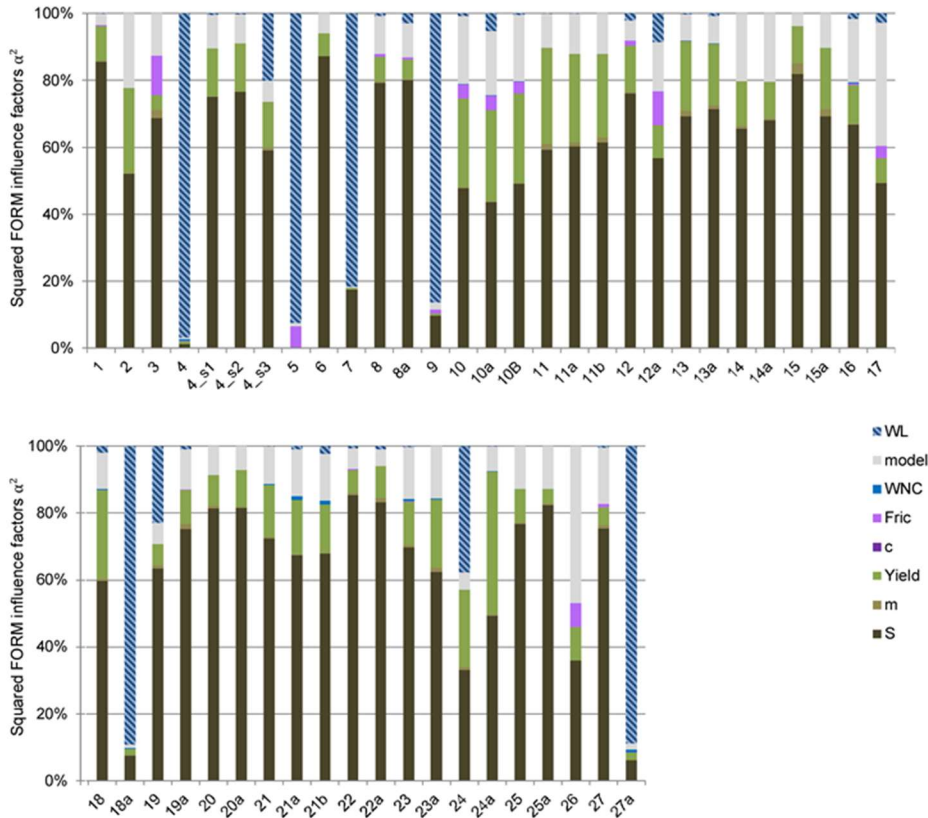 Squared FORM influence factors α²
100%
80%
60%
40%
20%
0%
1 2 3 4 4_s1 4_s2 4_s3 5 6 7 8 8a 9 10 10a 10B 11 11a 11b 12 12a 13 13a 14 14a 15 15a 16 17
Squared FORM influence factors α²
100%
80%
60%
40%
20%
0%
18 18a 19 19a 20 20a 21 21a 21b 22 22a 23 23a 24 24a 25 25a 26 27 27a
WL
model
WNC
Fric
c
Yield
m
S